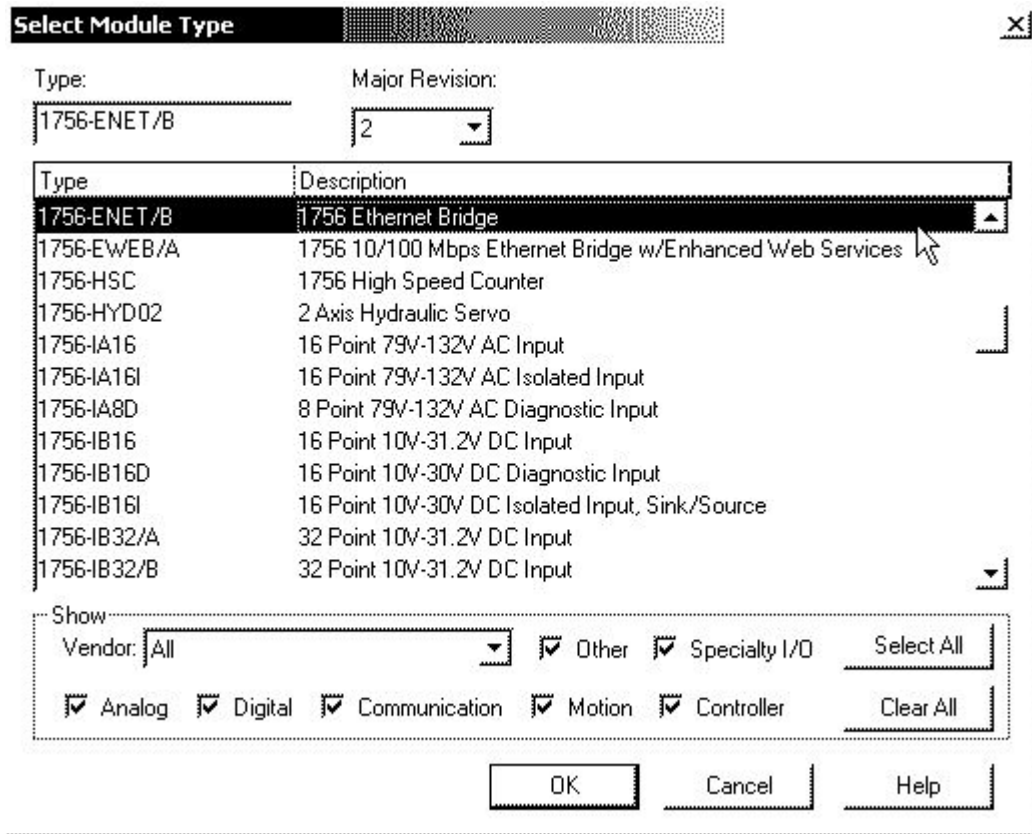 Select Module Type
Type: Major Revision:
1756-ENET/B 2
Type Description
1756-ENET/B 1756 Ethernet Bridge
1756-EWEB/A 1756 10/100 Mbps Ethernet Bridge w/Enhanced Web Services
1756-HSC 1756 High Speed Counter
1756-HYD02 2 Axis Hydraulic Servo
1756-IA16 16 Point 79V-132V AC Input
1756-IA16I 16 Point 79V-132V AC Isolated Input
1756-IA8D 8 Point 79V-132V AC Diagnostic Input
1756-IB16 16 Point 10V-31.2V DC Input
1756-IB16D 16 Point 10V-30V DC Diagnostic Input
1756-IB16I 16 Point 10V-30V DC Isolated Input, Sink/Source
1756-IB32/A 32 Point 10V-31.2V DC Input
1756-IB32/B 32 Point 10V-31.2V DC Input
Show
Vendor: All Other Specialty I/O Select All
Analog Digital Communication Motion Controller Clear All
OK Cancel Help